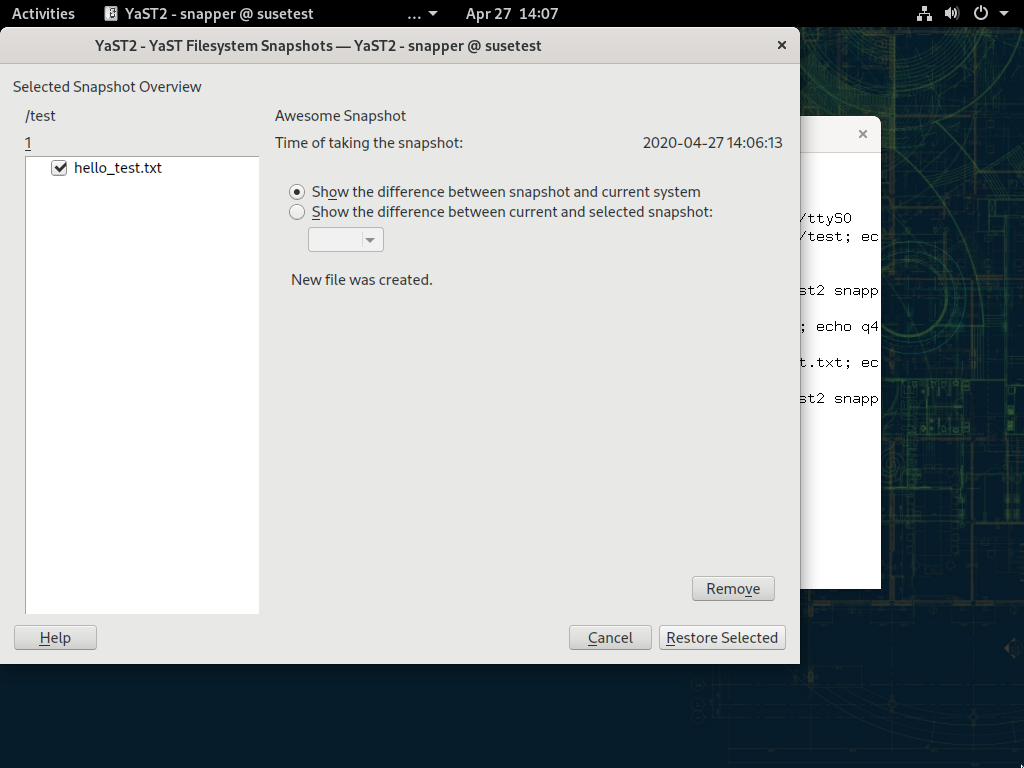 Activities YaST2 - snapper @ susetest ... Apr 27 14:07
YaST2 - YaST Filesystem Snapshots — YaST2 - snapper @ susetest ×
Selected Snapshot Overview
/test
1
hello_test.txt
Awesome Snapshot
Time of taking the snapshot: 2020-04-27 14:06:13
Show the difference between snapshot and current system
Show the difference between current and selected snapshot:
New file was created.
Remove
Help Cancel Restore Selected
×
/ttyS0
/test; ec
st2 snapp
; echo q4
t.txt; ec
st2 snapp